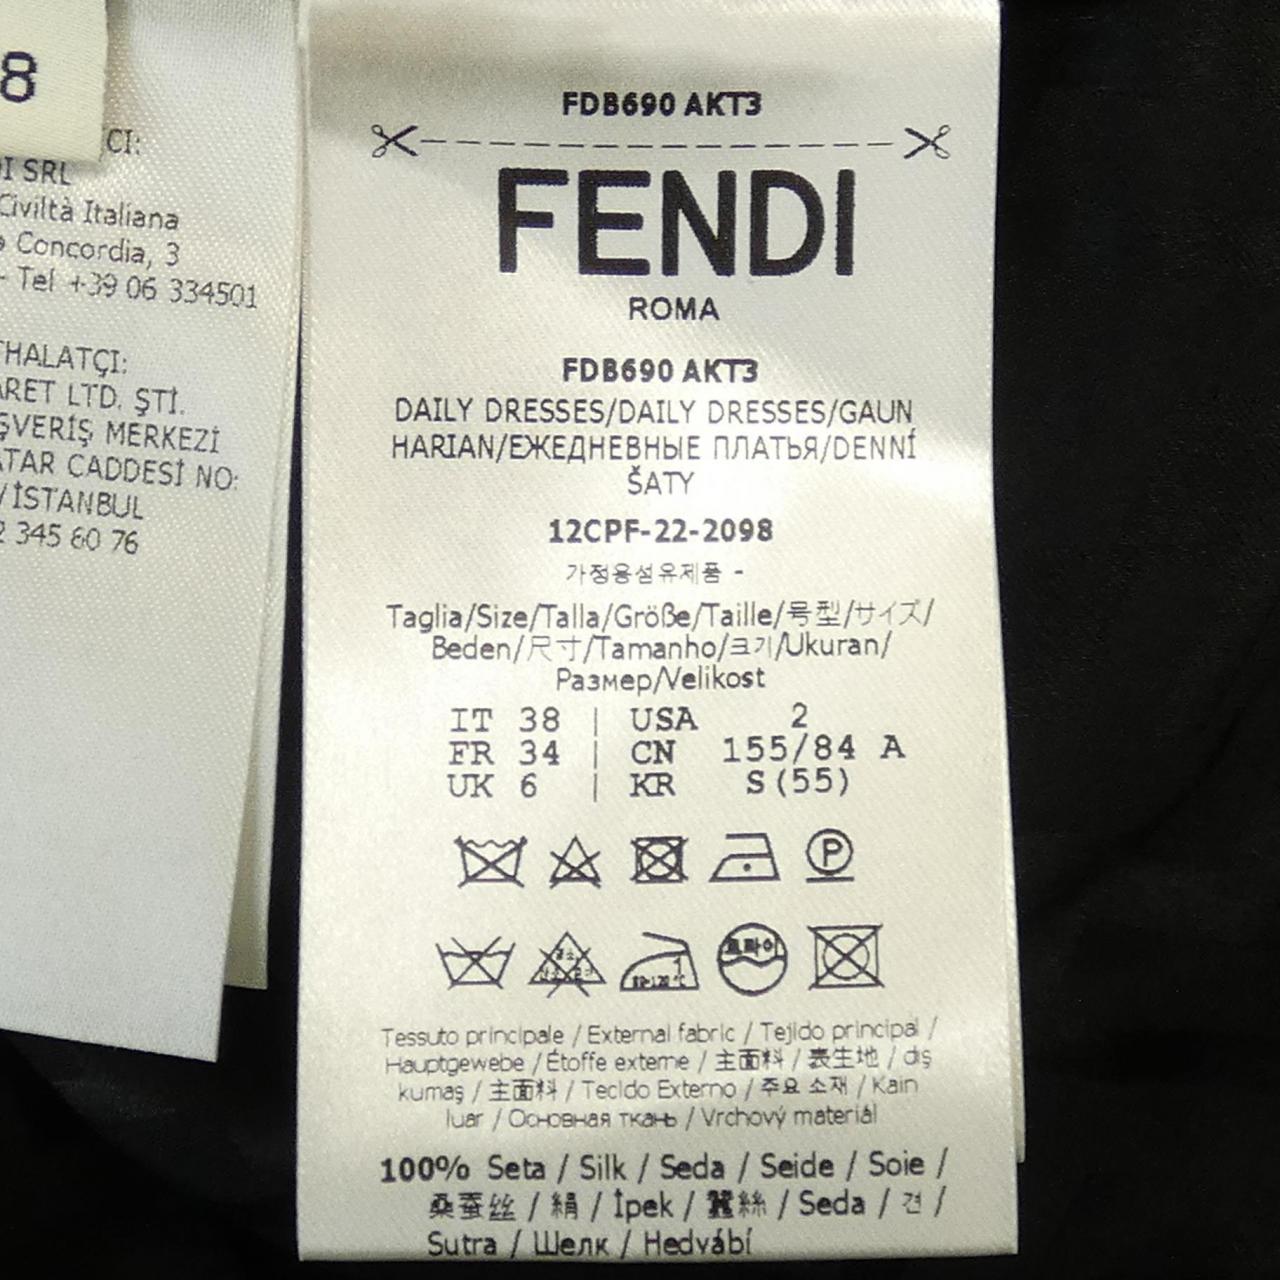 8
CI:
DI SRL
Civiltà Italiana
Concordia, 3
- Tel +39 06 334501
THALATÇI:
ARET LTD. ŞTİ.
ŞVERİŞ MERKEZİ
ATAR CADDESİ NO:
/İSTANBUL
2 345 60 76
FDB690 AKT3
FENDI
ROMA
FDB690 AKT3
DAILY DRESSES/DAILY DRESSES/GAUN
HARIAN/ЕЖЕДНЕВНЫЕ ПЛАТЬЯ/DENNÍ
ŠATY
12CPF-22-2098
가정용섬유제품 -
Taglia/Size/Talla/Größe/Taille/号型/サイズ/
Beden/尺寸/Tamanho/크기/Ukuran/
Размер/Velikost
IT 38 | USA 2
FR 34 | CN 155/84 A
UK 6 | KR S(55)
P
드라이
Tessuto principale / External fabric / Tejido principal /
Hauptgewebe / Étoffe externe / 主面料 / 表生地 / dış
kumaş / 主面料 / Tecido Externo / 주요 소재 / Kain
luar / Основная ткань / Vrchový materiál
100% Seta / Silk / Seda / Seide / Soie /
桑蚕丝 / 絹 / İpek / 蠶絲 / Seda / 견 /
Sutra / Шелк / Hedvábí